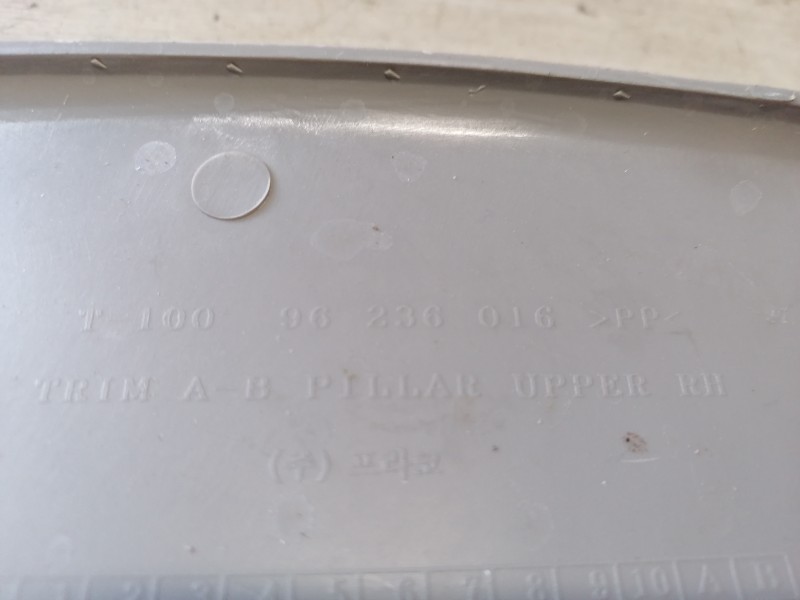 T-100 96 236 016 >PP<
TRIM A-B PILLAR UPPER RH
(주) 프라코
1 2 3 4 5 6 7 8 9 10 A B